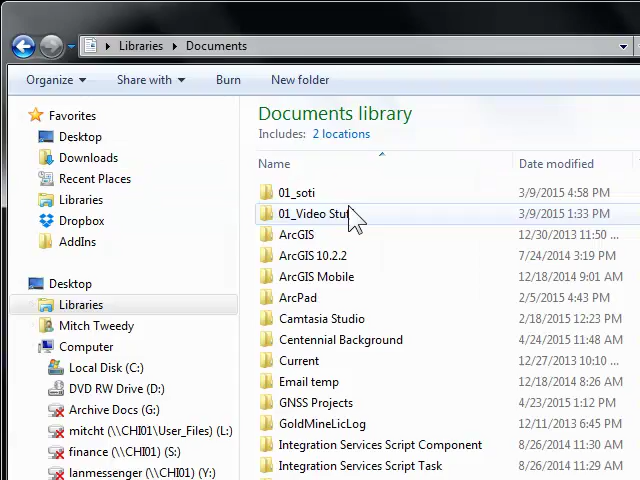 Libraries Documents
Organize Share with Burn New folder
Favorites
Desktop
Downloads
Recent Places
Libraries
Dropbox
AddIns
Desktop
Libraries
Mitch Tweedy
Computer
Local Disk (C:)
DVD RW Drive (D:)
Archive Docs (G:)
mitcht (\\CHI01\User_Files) (L:)
finance (\\CHI01) (S:)
lanmessenger (\\CHI01) (Y:)
Documents library
Includes: 2 locations
Name Date modified
01_soti 3/9/2015 4:58 PM
01_Video 3/9/2015 1:33 PM
ArcGIS 12/30/2013 11:50 ...
ArcGIS 10.2.2 7/24/2014 3:19 PM
ArcGIS Mobile 12/18/2014 9:01 AM
ArcPad 2/5/2015 4:43 PM
Camtasia Studio 2/18/2015 12:23 PM
Centennial Background 4/24/2015 11:48 AM
Current 12/27/2013 10:10 ...
Email temp 12/18/2014 8:26 AM
GNSS Projects 4/23/2015 1:12 PM
GoldMineLicLog 12/11/2013 6:45 PM
Integration Services Script Component 8/26/2014 11:30 AM
Integration Services Script Task 8/26/2014 11:29 AM